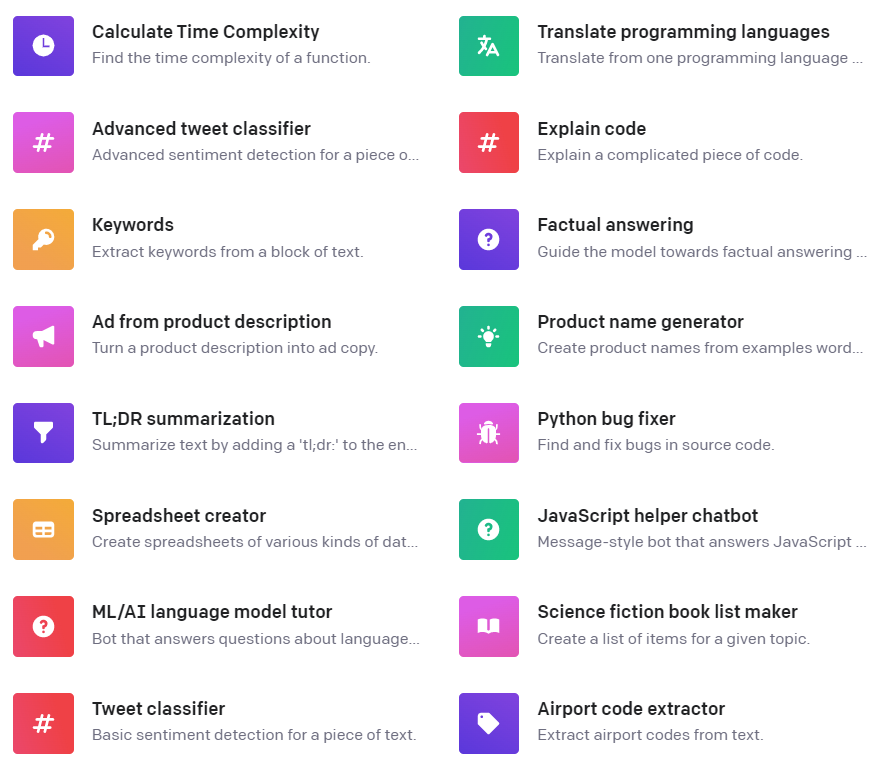 Calculate Time Complexity
Find the time complexity of a function.
Translate programming languages
Translate from one programming language ...
Advanced tweet classifier
Advanced sentiment detection for a piece o...
Explain code
Explain a complicated piece of code.
Keywords
Extract keywords from a block of text.
Factual answering
Guide the model towards factual answering ...
Ad from product description
Turn a product description into ad copy.
Product name generator
Create product names from examples word...
TL;DR summarization
Summarize text by adding a 'tl;dr:' to the en...
Python bug fixer
Find and fix bugs in source code.
Spreadsheet creator
Create spreadsheets of various kinds of dat...
JavaScript helper chatbot
Message-style bot that answers JavaScript ...
ML/AI language model tutor
Bot that answers questions about language...
Science fiction book list maker
Create a list of items for a given topic.
Tweet classifier
Basic sentiment detection for a piece of text.
Airport code extractor
Extract airport codes from text.